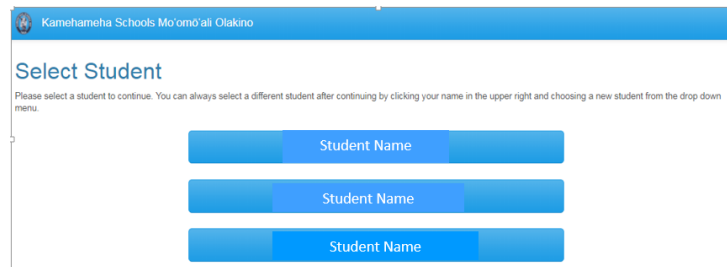 Kamehameha Schools Mo'omō'ali Olakino
Select Student
Please select a student to continue. You can always select a different student after continuing by clicking your name in the upper right and choosing a new student from the drop down
menu.
Student Name
Student Name
Student Name